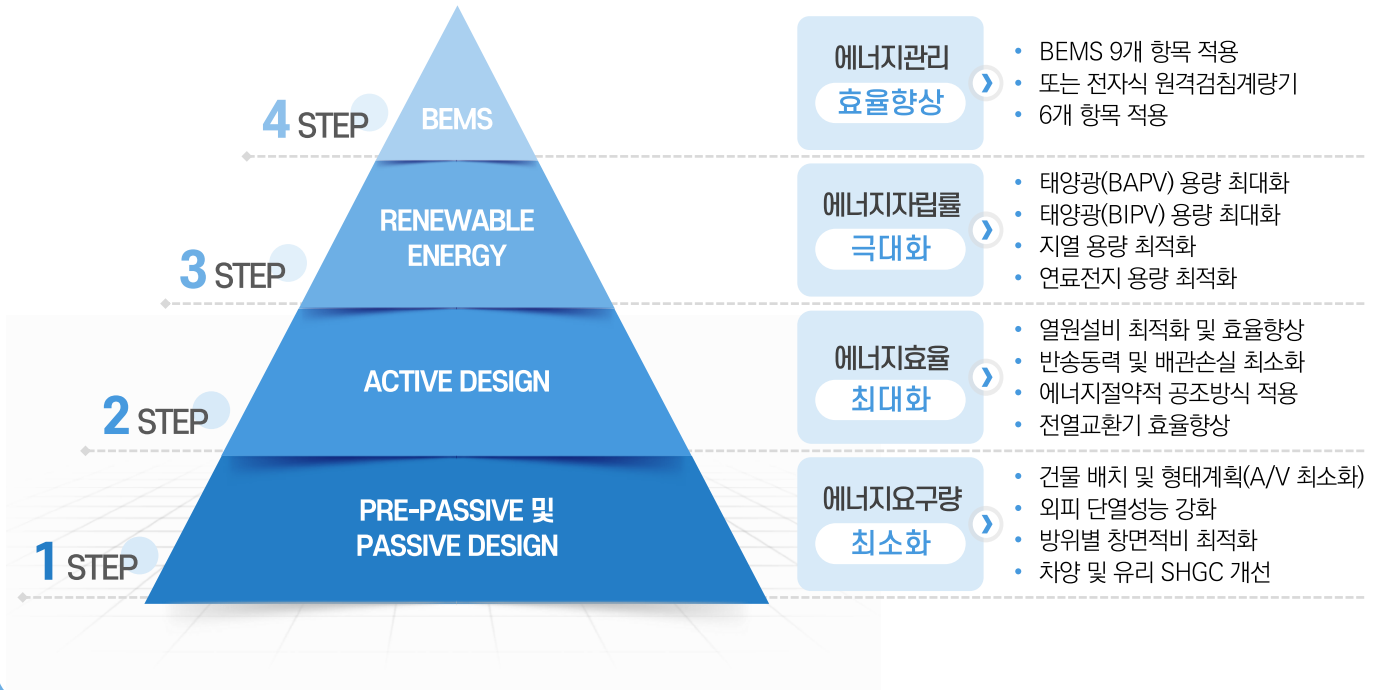 4 STEP
BEMS
에너지관리
효율향상
• BEMS 9개 항목 적용
• 또는 전자식 원격검침계량기
• 6개 항목 적용
3 STEP
RENEWABLE
ENERGY
에너지자립률
극대화
• 태양광(BAPV) 용량 최대화
• 태양광(BIPV) 용량 최대화
• 지열 용량 최적화
• 연료전지 용량 최적화
2 STEP
ACTIVE DESIGN
에너지효율
최대화
• 열원설비 최적화 및 효율향상
• 반송동력 및 배관손실 최소화
• 에너지절약적 공조방식 적용
• 전열교환기 효율향상
1 STEP
PRE-PASSIVE 및
PASSIVE DESIGN
에너지요구량
최소화
• 건물 배치 및 형태계획(A/V 최소화)
• 외피 단열성능 강화
• 방위별 창면적비 최적화
• 차양 및 유리 SHGC 개선